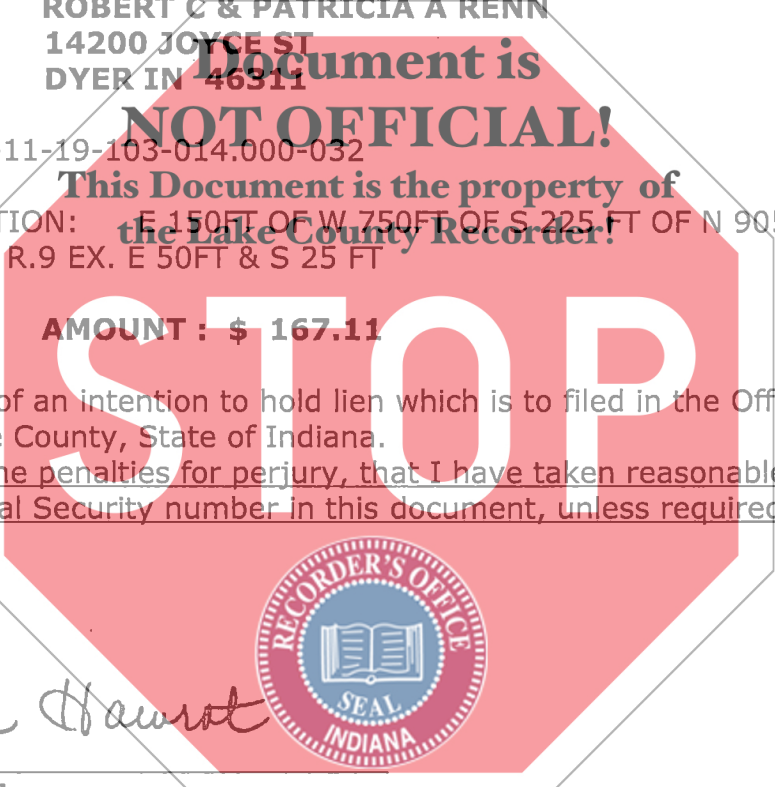 ROBERT C & PATRICIA A RENN
14200 JOYCE ST
DYER IN 46311
Document is
NOT OFFICIAL!
11-19-103-014.000-032
This Document is the property of
the Lake County Recorder!
TION: E 150FT OF W 750FT OF S 225 FT OF N 905
R.9 EX. E 50FT & S 25 FT
AMOUNT : $ 167.11
STOP
of an intention to hold lien which is to filed in the Off
e County, State of Indiana.
he penalties for perjury, that I have taken reasonable
al Security number in this document, unless required
RECORDER'S OFFICE
SEAL
INDIANA
Hawrot